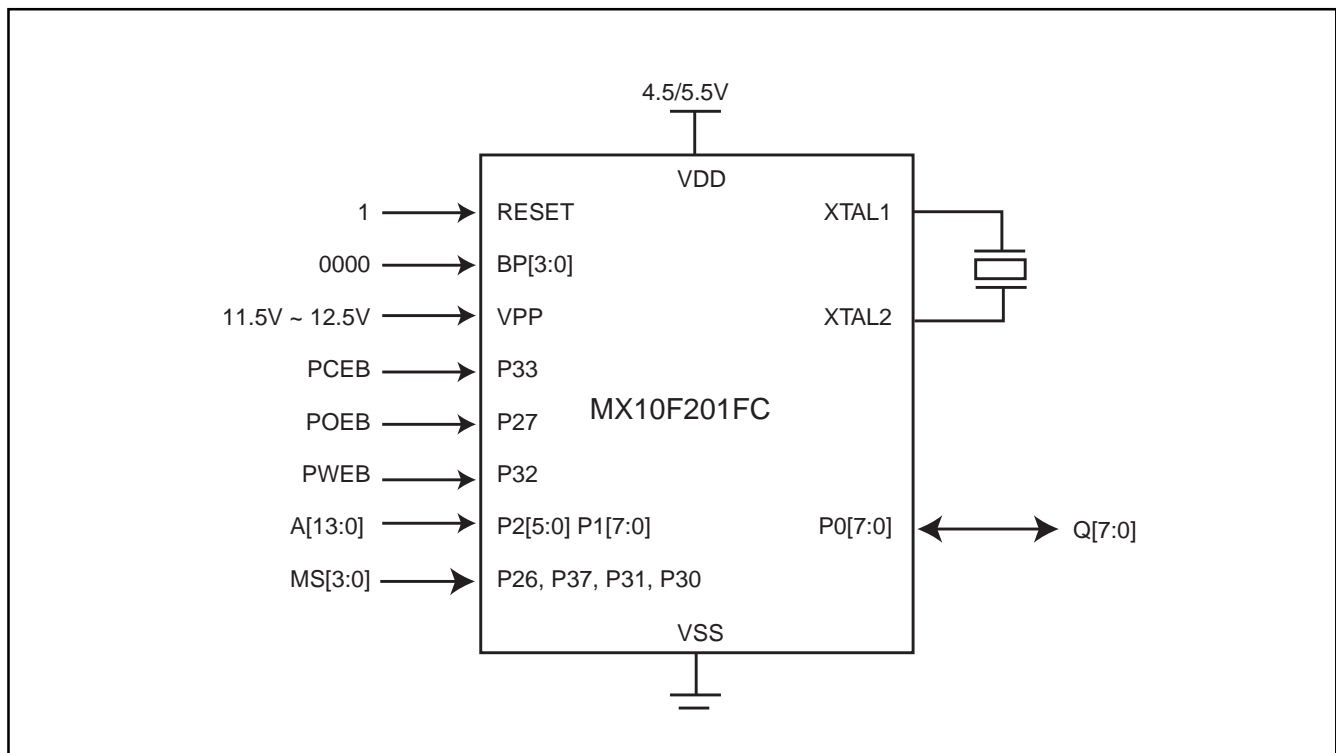 4.5/5.5V
VDD
1 RESET XTAL1
0000 BP[3:0]
11.5V ~ 12.5V VPP XTAL2
PCEB P33
MX10F201FC
POEB P27
PWEB P32
A[13:0] P2[5:0] P1[7:0] P0[7:0] Q[7:0]
MS[3:0] P26, P37, P31, P30
VSS